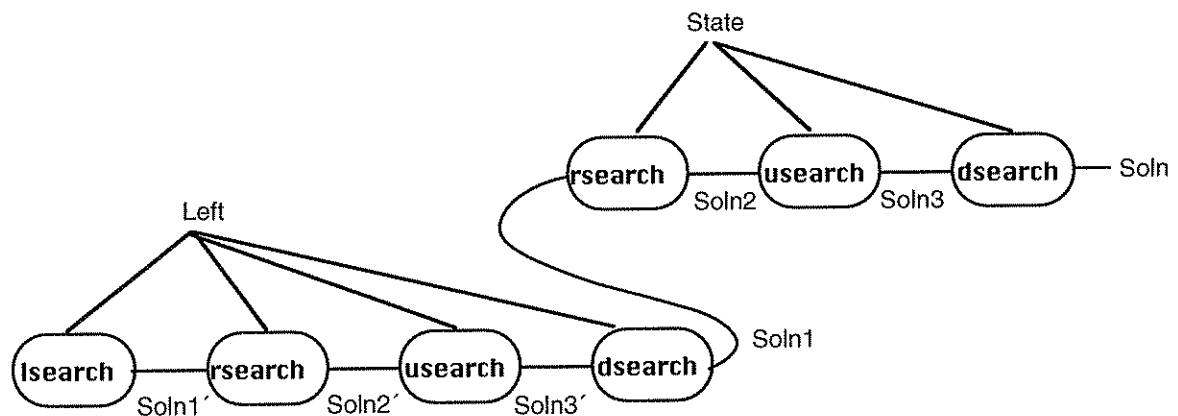 State
rsearch usearch dsearch Soln
Soln2 Soln3
Left
Soln1
lsearch rsearch usearch dsearch
Soln1´ Soln2´ Soln3´